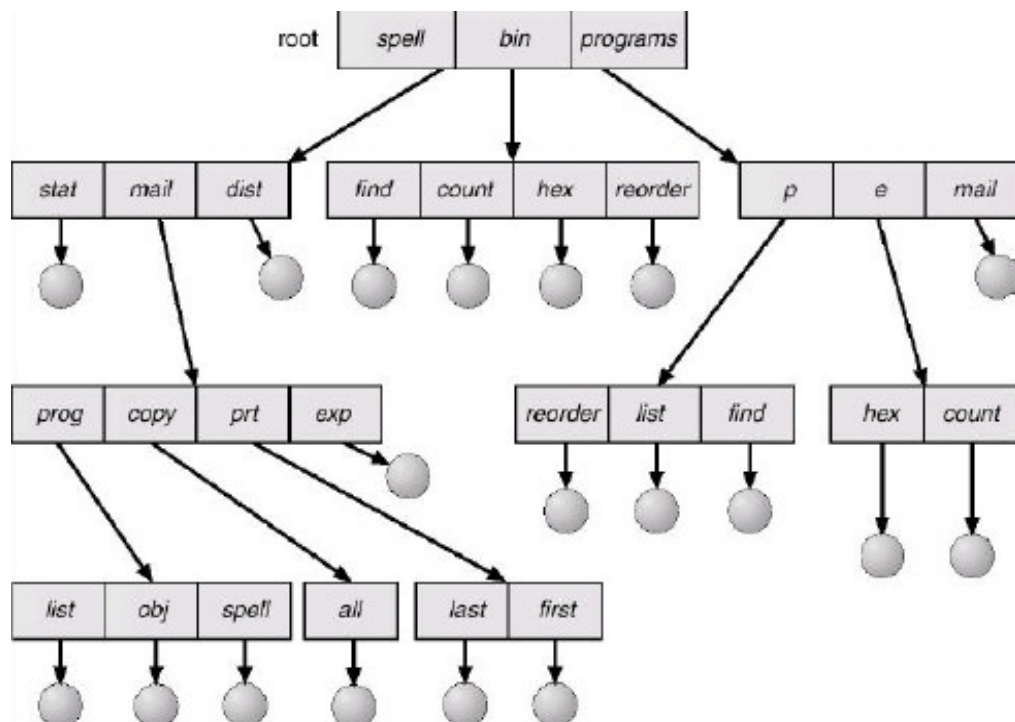 root spell bin programs
stat mail dist find count hex reorder p e mail
prog copy prt exp reorder list find hex count
list obj spell all last first